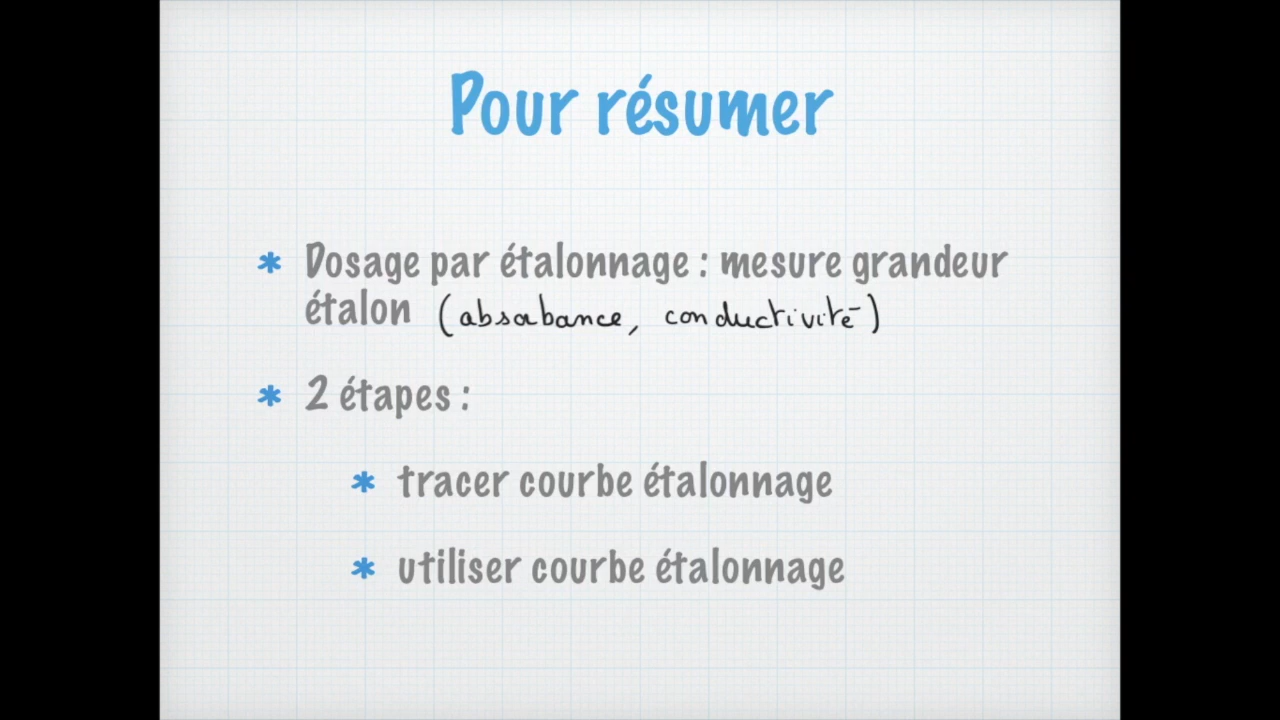 Pour résumer
* Dosage par étalonnage : mesure grandeur
étalon (absorbance, conductivité)
* 2 étapes :
* tracer courbe étalonnage
* utiliser courbe étalonnage